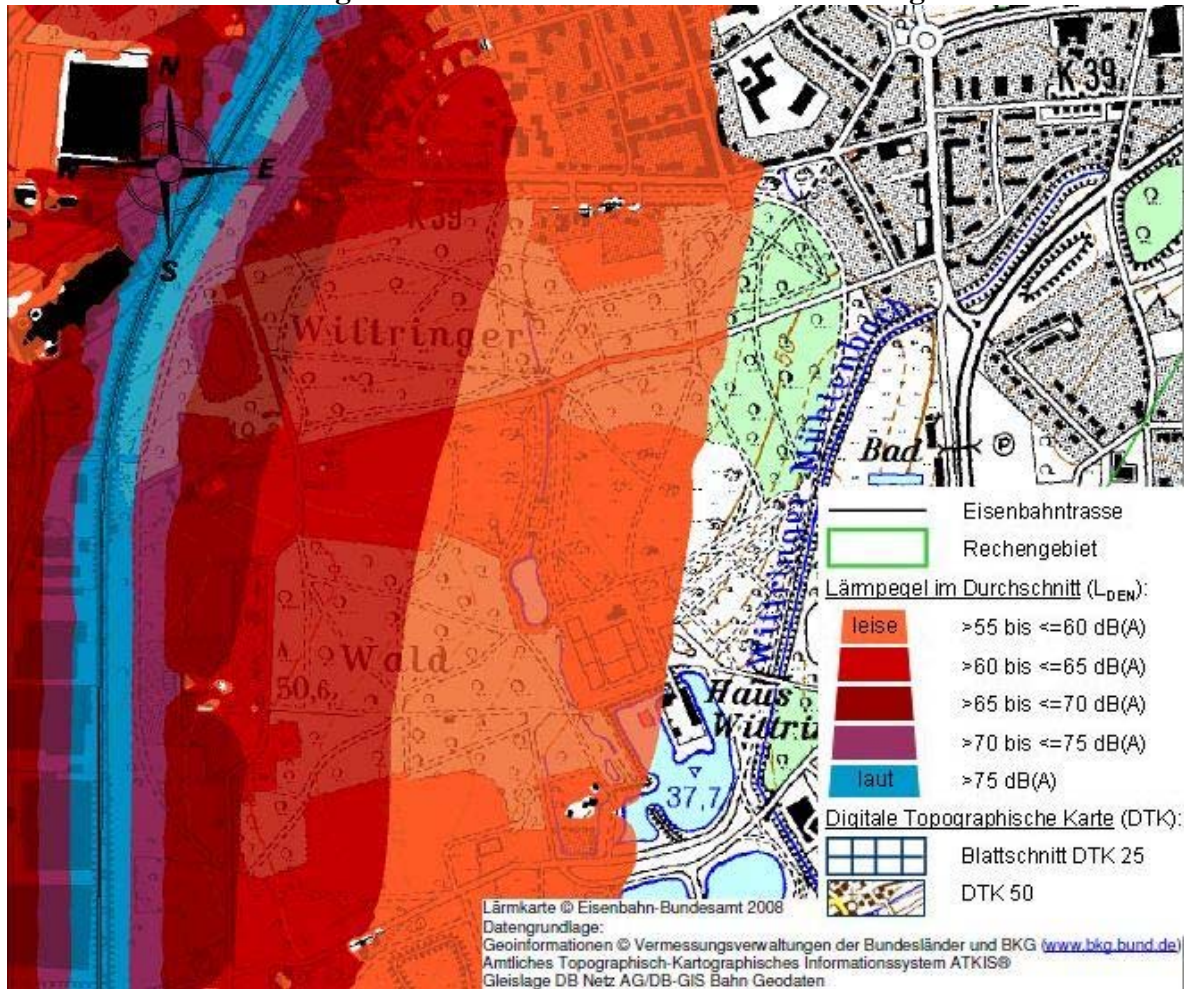 N
E
S
K 39
K 39
Wittringer
Wald
50,6
50
Wittringer Mühlenbach
Bad
P
Haus
37,7
Eisenbahntrasse
Rechengebiet
Lärmpegel im Durchschnitt (LDEN):
leise >55 bis <=60 dB(A)
>60 bis <=65 dB(A)
>65 bis <=70 dB(A)
>70 bis <=75 dB(A)
laut >75 dB(A)
Digitale Topographische Karte (DTK):
Blattschnitt DTK 25
DTK 50
Lärmkarte © Eisenbahn-Bundesamt 2008
Datengrundlage:
Geoinformationen © Vermessungsverwaltungen der Bundesländer und BKG (www.bkg.bund.de)
Amtliches Topographisch-Kartographisches Informationssystem ATKIS®
Gleislage DB Netz AG/DB-GIS Bahn Geodaten